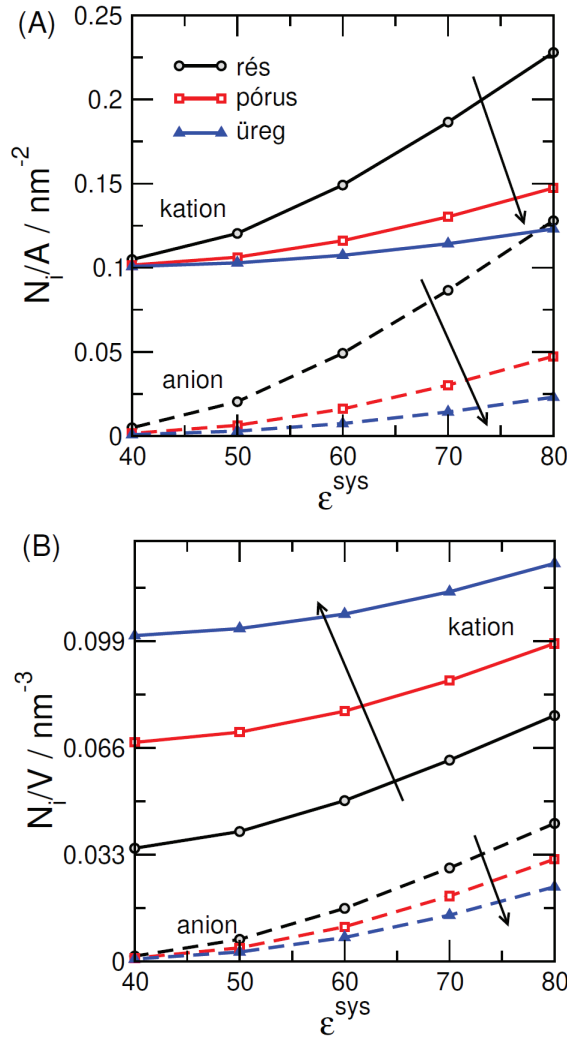 (A)
0.25
0.2
0.15
0.1
0.05
0
N_i/A / nm^-2
rés
pórus
üreg
kation
anion
40 50 60 70 80
ε^sys
(B)
0.099
0.066
0.033
0
N_i/V / nm^-3
kation
anion
40 50 60 70 80
ε^sys